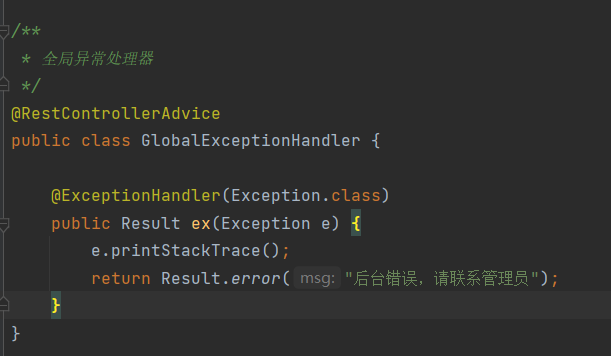 /**
 * 全局异常处理器
 */
@RestControllerAdvice
public class GlobalExceptionHandler {
    @ExceptionHandler(Exception.class)
    public Result ex(Exception e) {
        e.printStackTrace();
        return Result.error( msg: "后台错误，请联系管理员");
    }
}